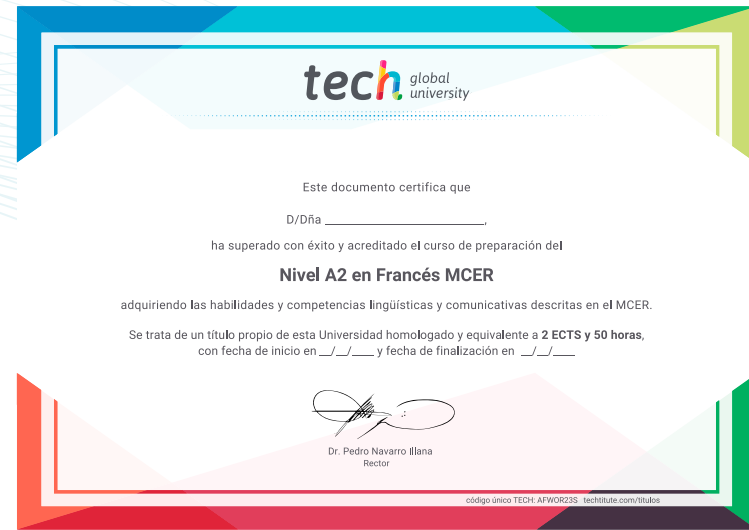 tech global
university
Este documento certifica que
D/Dña ________________________,
ha superado con éxito y acreditado el curso de preparación del
Nivel A2 en Francés MCER
adquiriendo las habilidades y competencias lingüísticas y comunicativas descritas en el MCER.
Se trata de un título propio de esta Universidad homologado y equivalente a 2 ECTS y 50 horas,
con fecha de inicio en __/__/____ y fecha de finalización en __/__/____
Dr. Pedro Navarro Illana
Rector
código único TECH: AFWOR23S techtitute.com/titulos